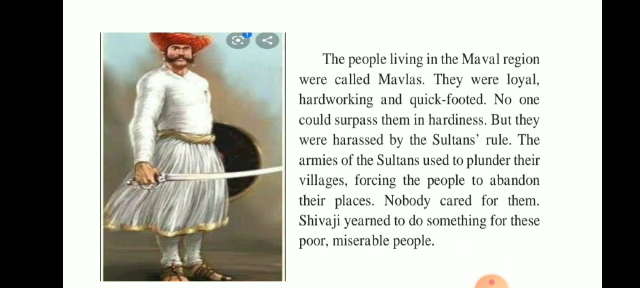 The people living in the Maval region
were called Mavlas. They were loyal,
hardworking and quick-footed. No one
could surpass them in hardiness. But they
were harassed by the Sultans' rule. The
armies of the Sultans used to plunder their
villages, forcing the people to abandon
their places. Nobody cared for them.
Shivaji yearned to do something for these
poor, miserable people.